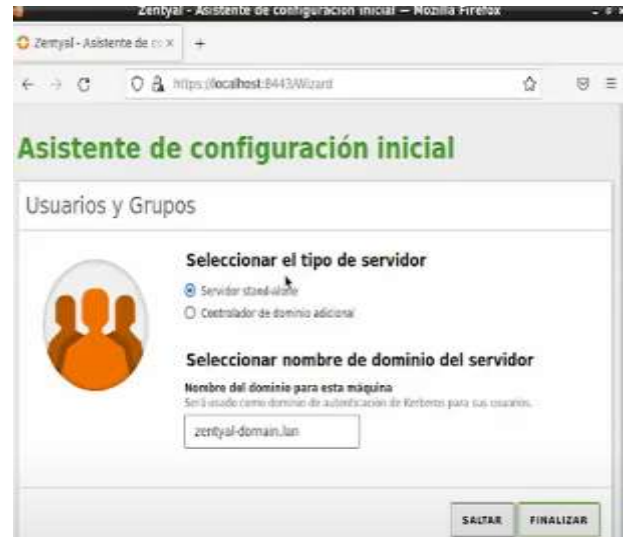 Zentyal - Asistente de configuración inicial — Mozilla Firefox
Zentyal - Asistente de co
https://localhost:8443/Wizard
Asistente de configuración inicial
Usuarios y Grupos
Seleccionar el tipo de servidor
Servidor stand-alone
Controlador de dominio adicional
Seleccionar nombre de dominio del servidor
Nombre del dominio para esta máquina
Será usado como dominio de autenticación de Kerberos para sus usuarios.
zentyal-domain.lan
SALTAR FINALIZAR